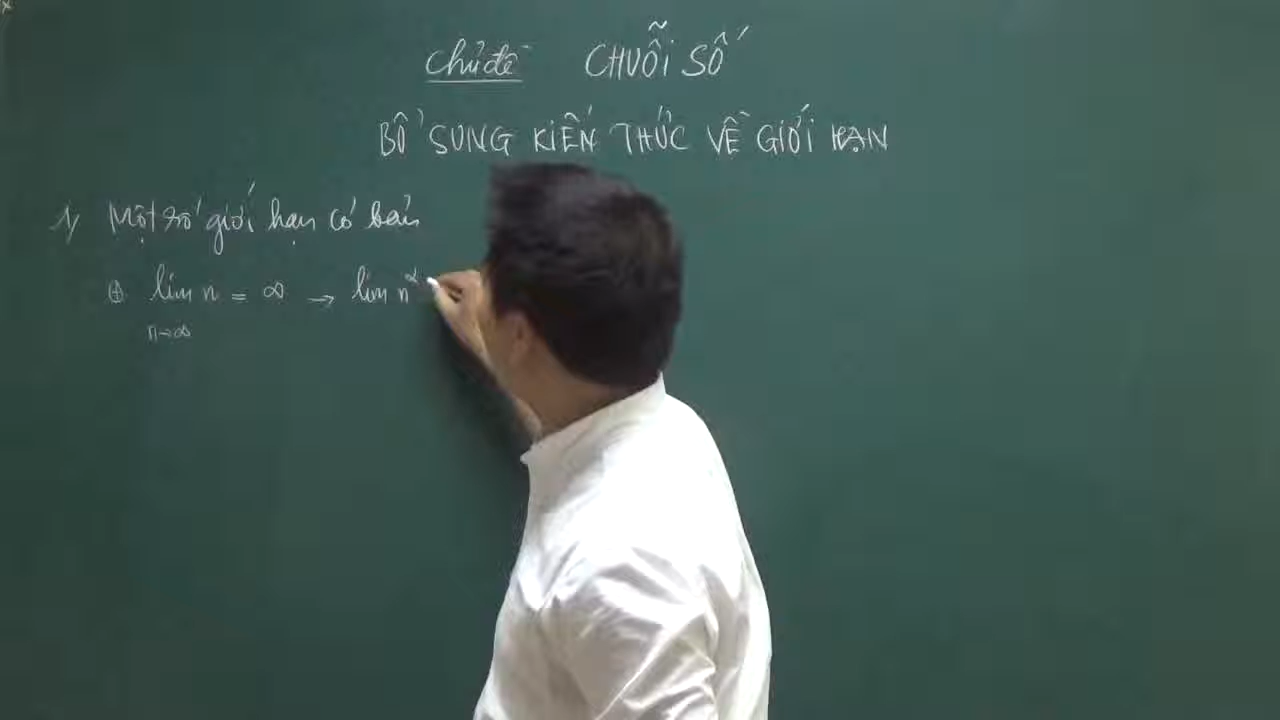 Chủ đề CHUỖI SỐ
BỔ SUNG KIẾN THỨC VỀ GIỚI HẠN
1/ Một số giới hạn cơ bản
⊕ lim n = ∞ → lim n^α
n→∞